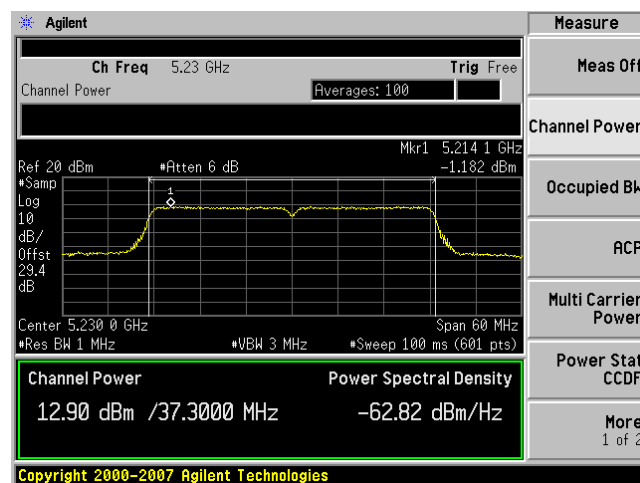 Agilent
Measure
Ch Freq 5.23 GHz Trig Free
Meas Off
Channel Power Averages: 100
Channel Power
Mkr1 5.214 1 GHz
Ref 20 dBm #Atten 6 dB -1.182 dBm
#Samp
Log
10
dB/
Offst
29.4
dB
1
Occupied BW
ACP
Multi Carrier
Power
Center 5.230 0 GHz Span 60 MHz
#Res BW 1 MHz #VBW 3 MHz #Sweep 100 ms (601 pts)
Channel Power Power Spectral Density
12.90 dBm /37.3000 MHz -62.82 dBm/Hz
Power Stat
CCDF
More
1 of 2
Copyright 2000-2007 Agilent Technologies